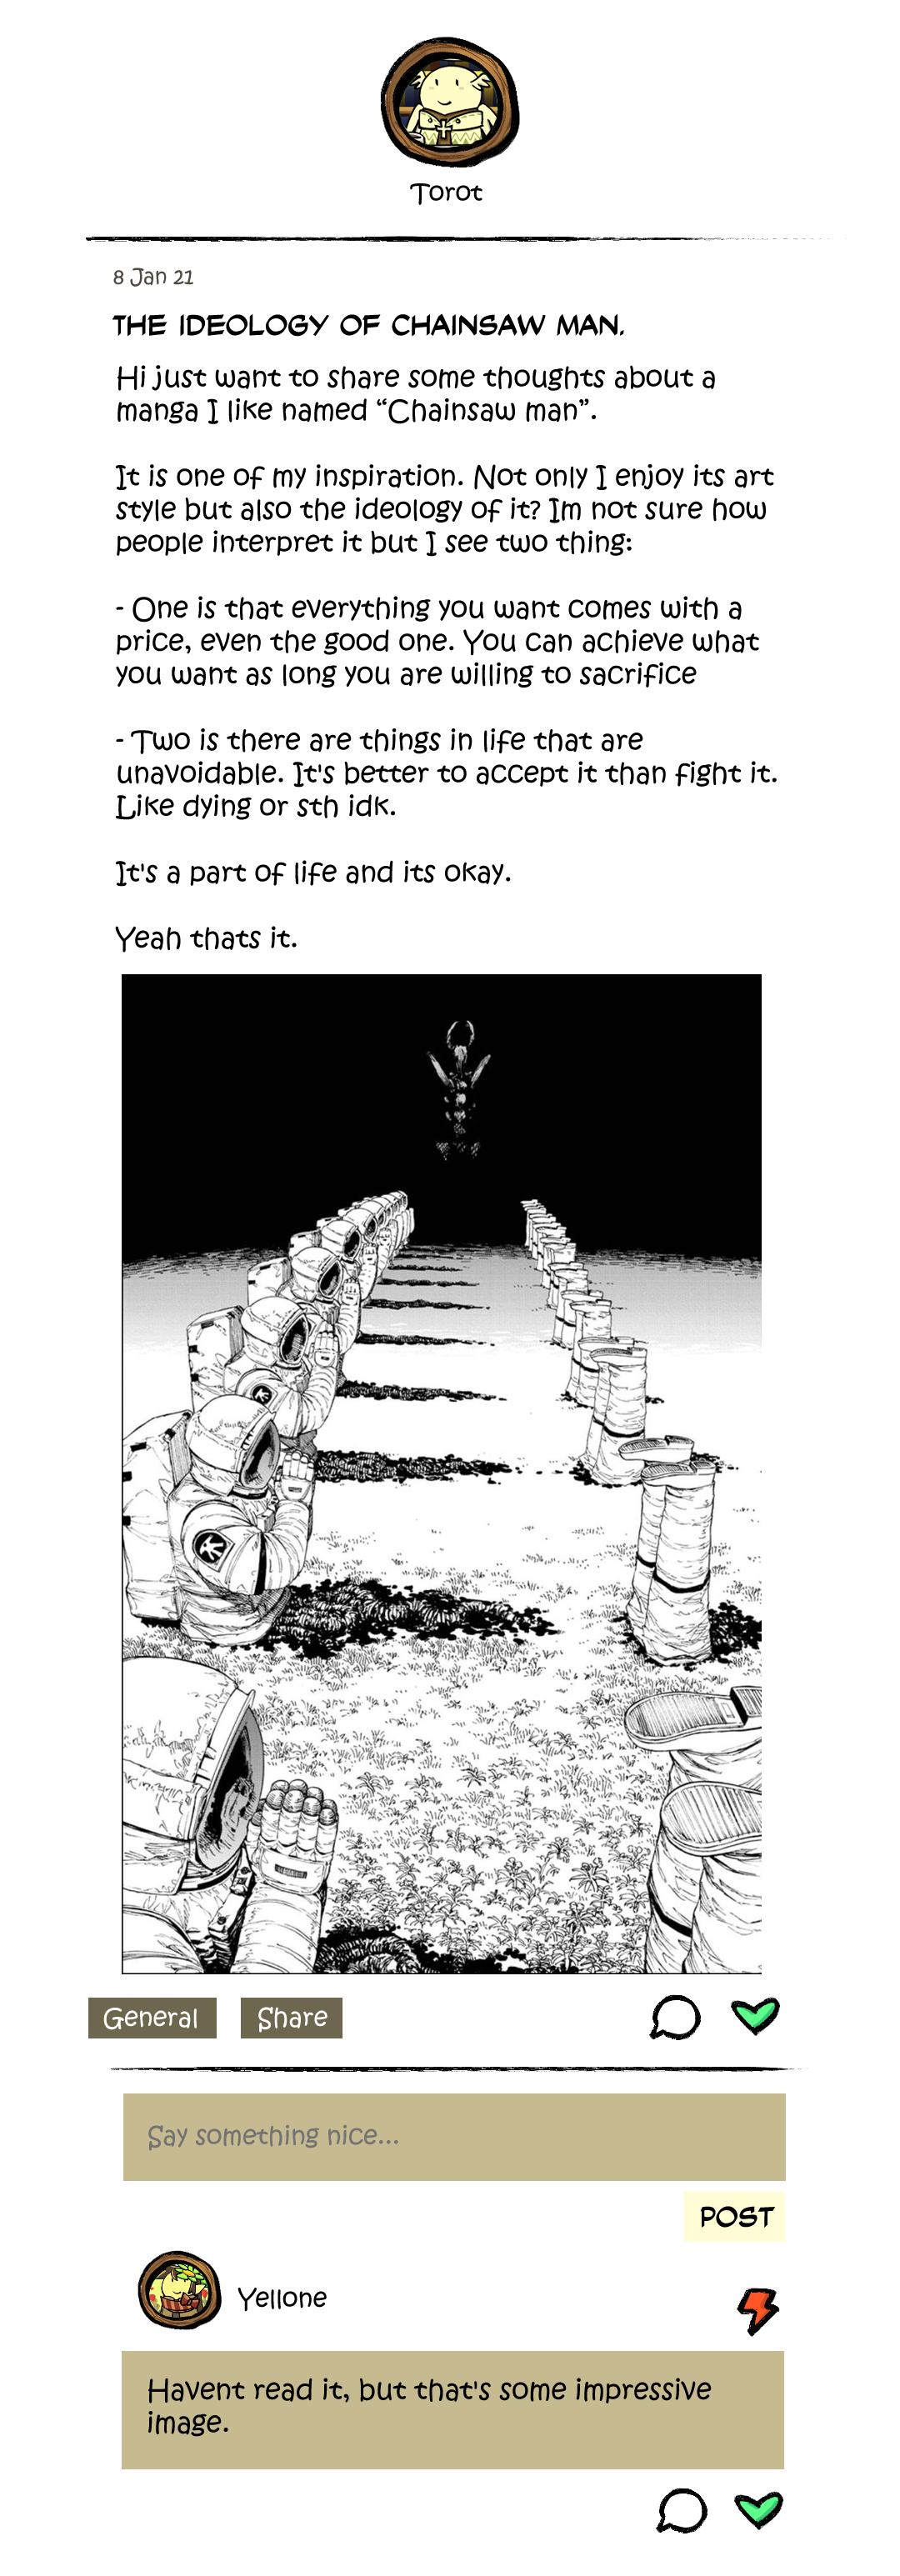 Torot
8 Jan 21
THE IDEOLOGY OF CHAINSAW MAN.
Hi just want to share some thoughts about a
manga I like named “Chainsaw man”.
It is one of my inspiration. Not only I enjoy its art
style but also the ideology of it? Im not sure how
people interpret it but I see two thing:
- One is that everything you want comes with a
price, even the good one. You can achieve what
you want as long you are willing to sacrifice
- Two is there are things in life that are
unavoidable. It's better to accept it than fight it.
Like dying or sth idk.
It's a part of life and its okay.
Yeah thats it.
General
Share
Say something nice...
POST
Yellone
Havent read it, but that's some impressive
image.